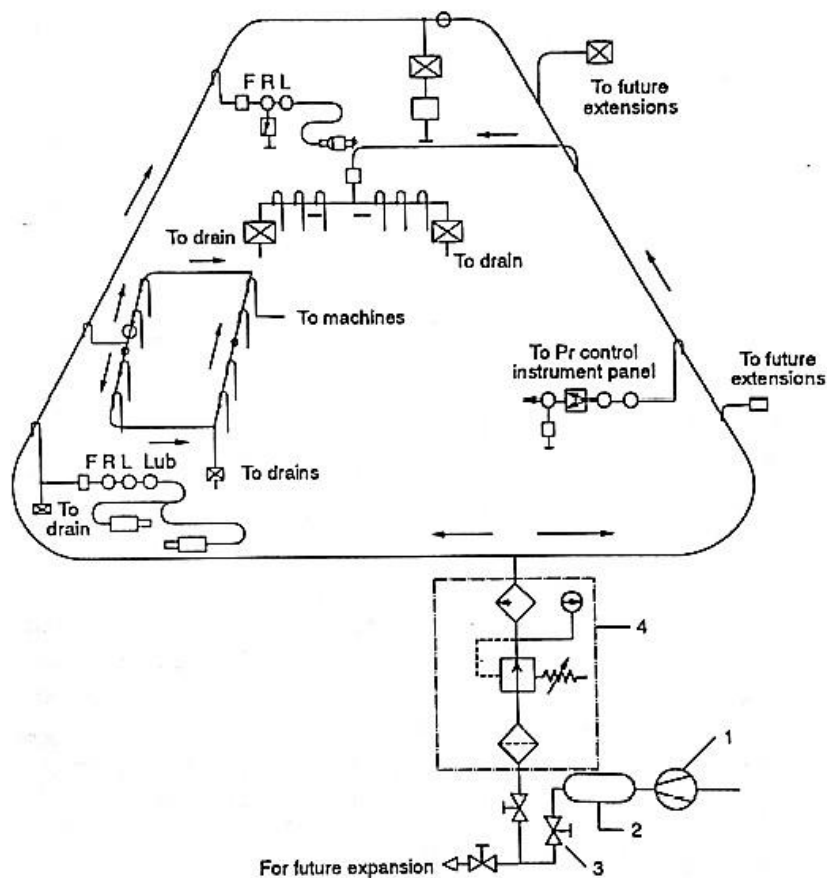 F R L
To future
extensions
To drain
To drain
To machines
To Pr control
instrument panel
To future
extensions
F R L Lub
To drains
To
drain
4
1
2
3
For future expansion